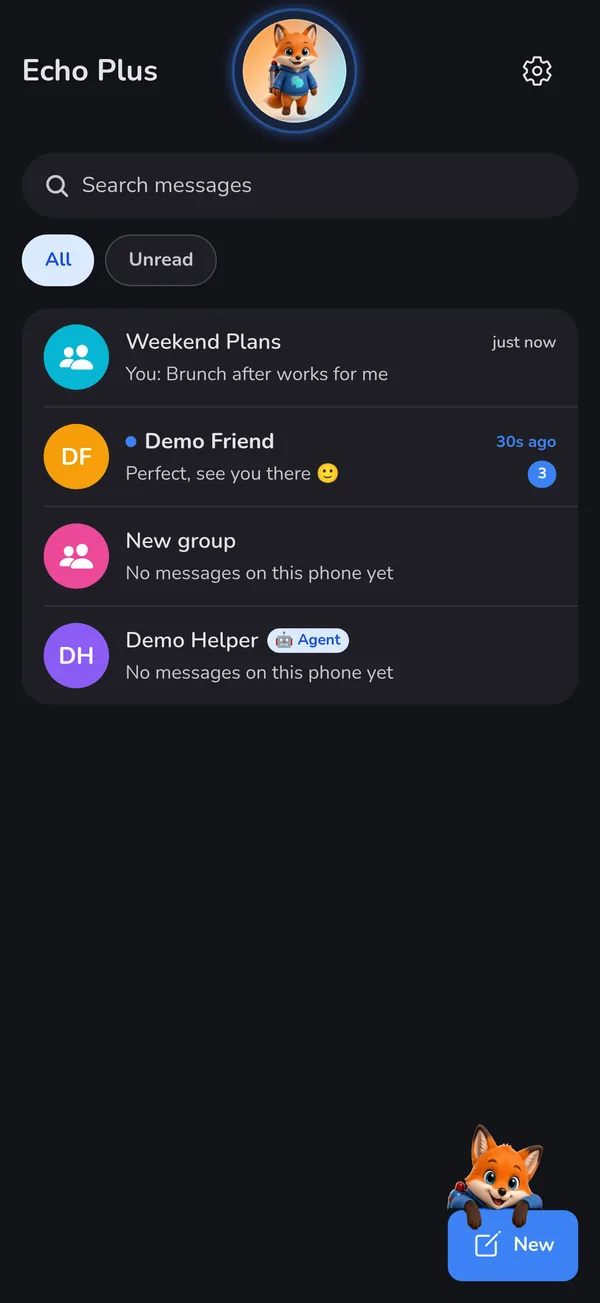 Echo Plus
Search messages
All
Unread
Weekend Plans
just now
You: Brunch after works for me
DF
Demo Friend
30s ago
Perfect, see you there 🙂
3
New group
No messages on this phone yet
DH
Demo Helper
🤖 Agent
No messages on this phone yet
New